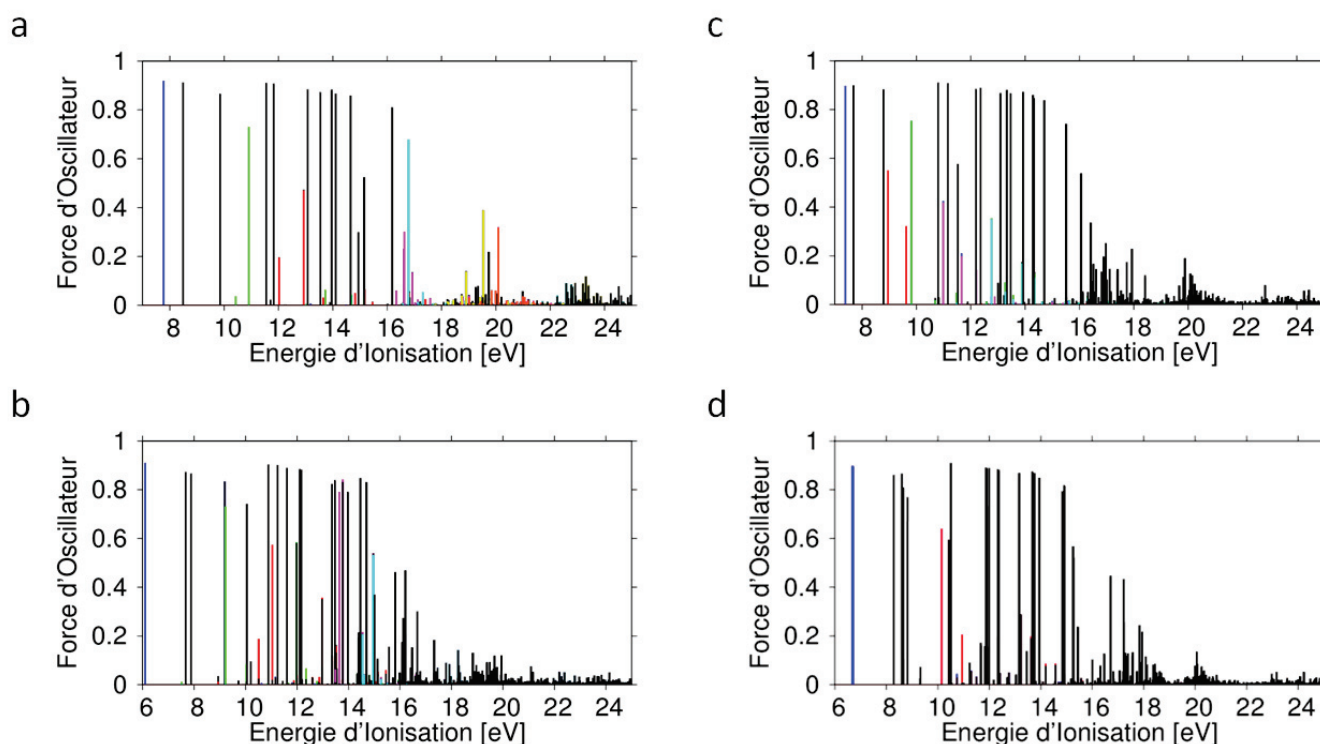 a
1
0.8
0.6
0.4
0.2
0
Force d'Oscillateur
8 10 12 14 16 18 20 22 24
Energie d'Ionisation [eV]
c
1
0.8
0.6
0.4
0.2
0
Force d'Oscillateur
8 10 12 14 16 18 20 22 24
Energie d'Ionisation [eV]
b
1
0.8
0.6
0.4
0.2
0
Force d'Oscillateur
6 8 10 12 14 16 18 20 22 24
Energie d'Ionisation [eV]
d
1
0.8
0.6
0.4
0.2
0
Force d'Oscillateur
6 8 10 12 14 16 18 20 22 24
Energie d'Ionisation [eV]